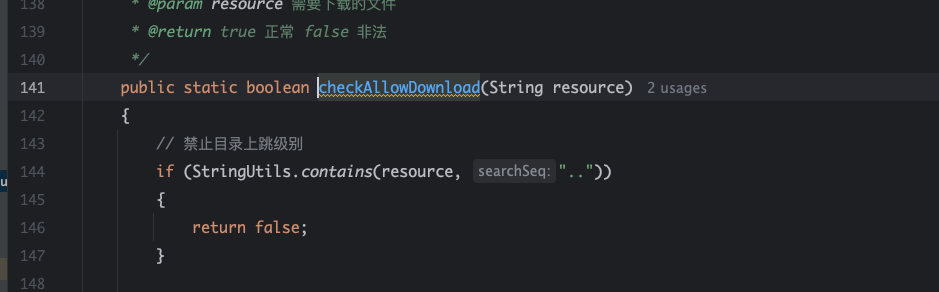 138 * @param resource 需要下载的文件
139 * @return true 正常 false 非法
140 */
141 public static boolean checkAllowDownload(String resource) 2 usages
142 {
143 // 禁止目录上跳级别
144 if (StringUtils.contains(resource, searchSeq: ".."))
145 {
146 return false;
147 }
148
u